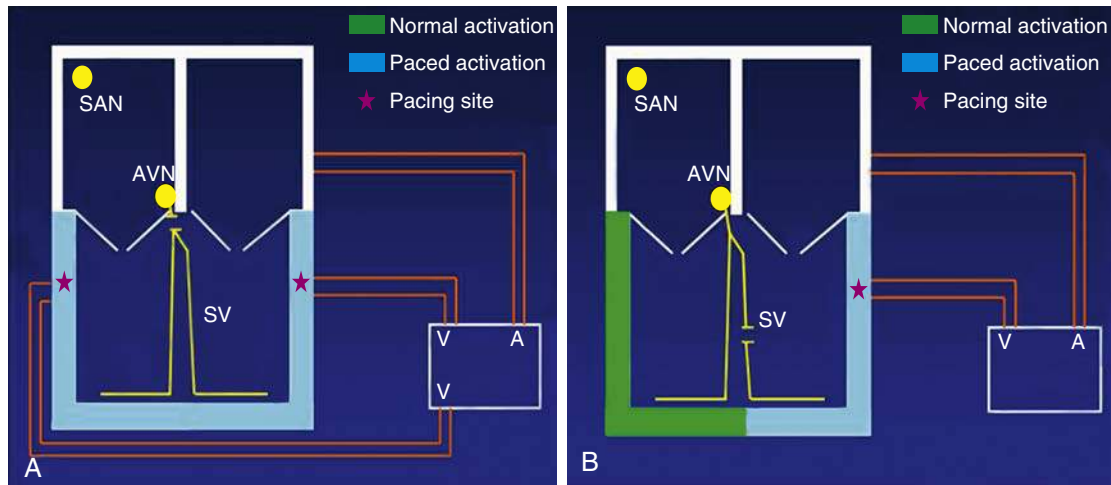 Normal activation
Paced activation
Pacing site
SAN
AVN
SV
V
A
V
A
Normal activation
Paced activation
Pacing site
SAN
AVN
SV
V
A
B